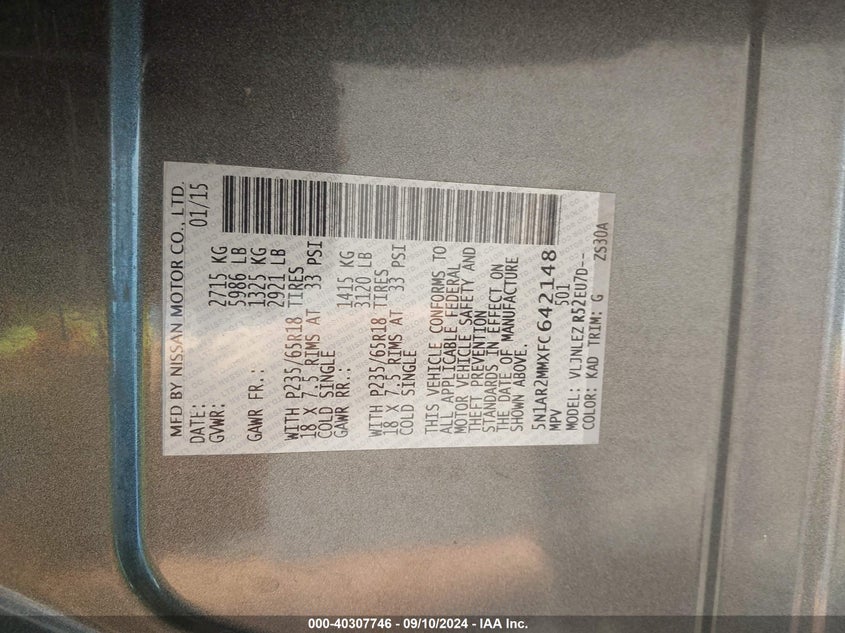 MFD BY NISSAN MOTOR CO., LTD.
DATE: 01/15
GVWR: 2715 KG
5986 LB
GAWR FR.: 1325 KG
2921 LB
WITH P235/65R18 TIRES
18 X 7.5 RIMS AT 33 PSI
COLD SINGLE
GAWR RR.: 1415 KG
3120 LB
WITH P235/65R18 TIRES
18 X 7.5 RIMS AT 33 PSI
COLD SINGLE
THIS VEHICLE CONFORMS TO
ALL APPLICABLE FEDERAL
MOTOR VEHICLE SAFETY AND
THEFT PREVENTION
STANDARDS IN EFFECT ON
THE DATE OF MANUFACTURE
SHOWN ABOVE.
5N1AR2MMXFC642148
MPV 501
MODEL: VLJNLEZ R52EU7D--
COLOR: KAD TRIM: G ZS30A
000-40307746 - 09/10/2024 - IAA Inc.